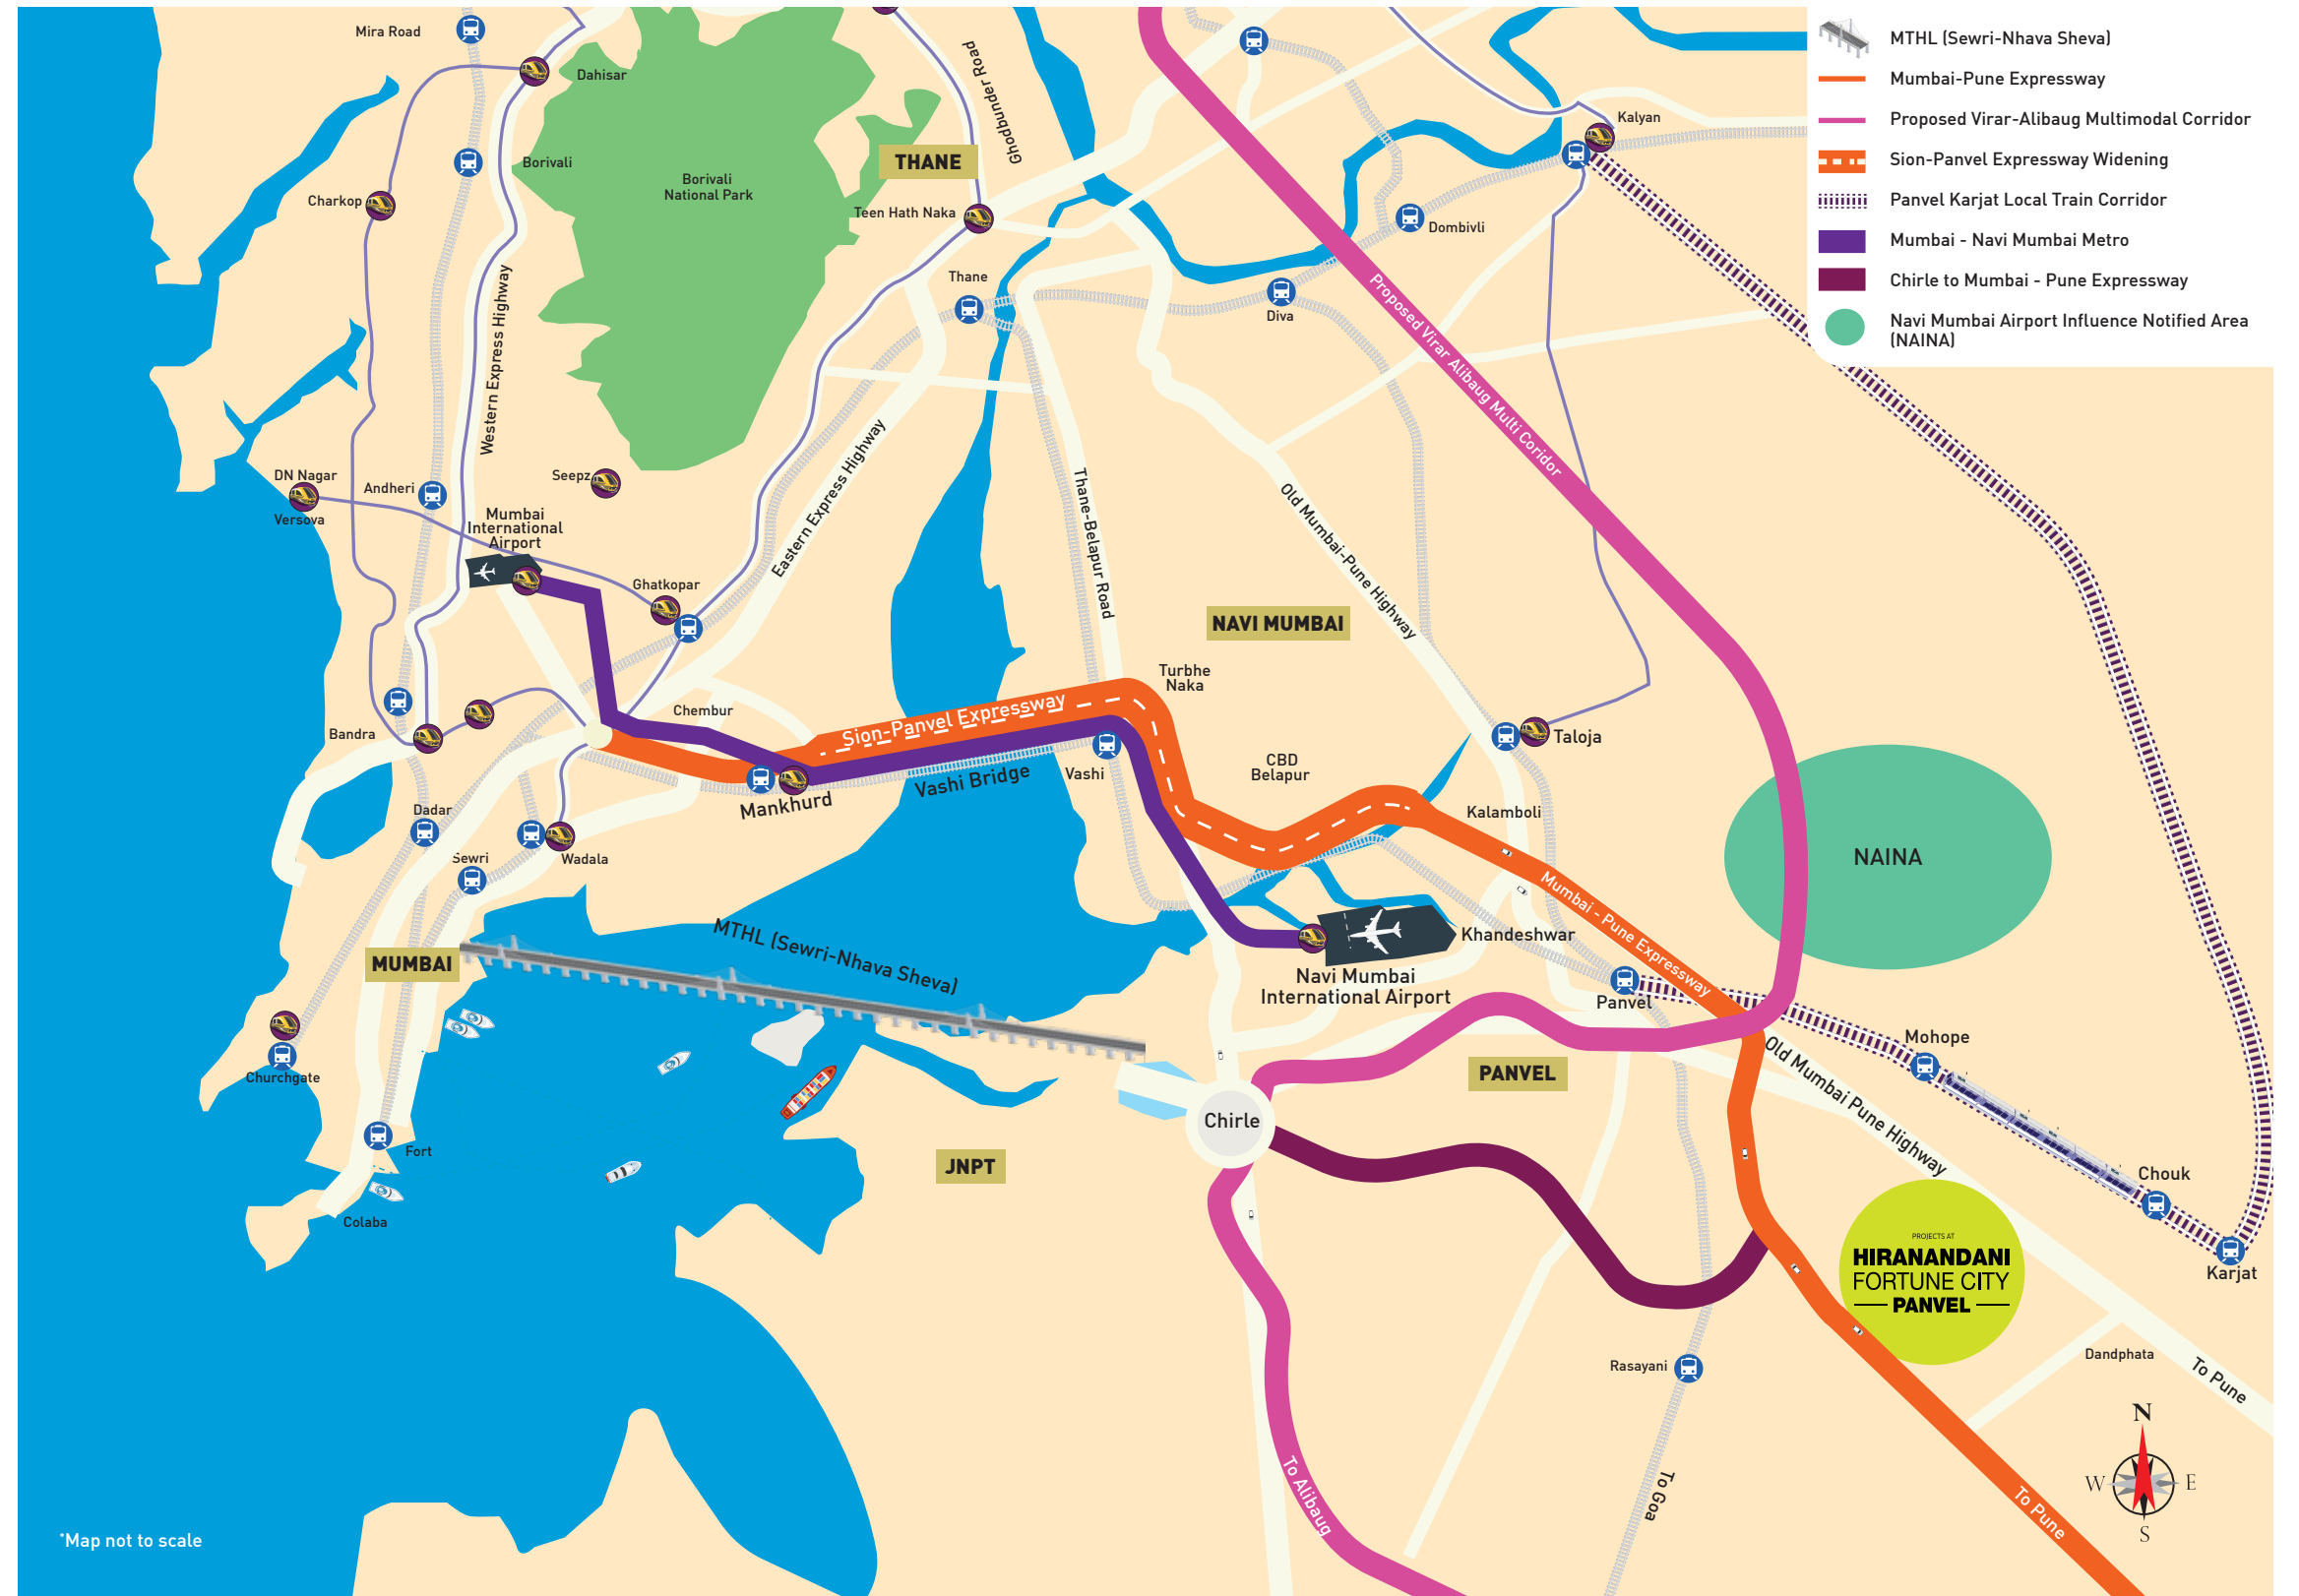 MTHL (Sewri-Nhava Sheva)
Mumbai-Pune Expressway
Proposed Virar-Alibaug Multimodal Corridor
Sion-Panvel Expressway Widening
Panvel Karjat Local Train Corridor
Mumbai - Navi Mumbai Metro
Chirle to Mumbai - Pune Expressway
Navi Mumbai Airport Influence Notified Area
(NAINA)
Mira Road
Dahisar
Ghodbunder Road
Kalyan
Borivali
THANE
Borivali
National Park
Charkop
Teen Hath Naka
Dombivli
Thane
Diva
Western Express Highway
Proposed Virar Alibaug Multi Coridor
Eastern Express Highway
Thane-Belapur Road
Old Mumbai-Pune Highway
DN Nagar
Versova
Andheri
Seepz
Mumbai
International
Airport
Ghatkopar
NAVI MUMBAI
Turbhe
Naka
Chembur
Sion-Panvel Expressway
Bandra
Taloja
Vashi
Vashi Bridge
CBD
Belapur
Mankhurd
Dadar
Kalamboli
Sewri
Wadala
NAINA
Mumbai - Pune Expressway
MTHL (Sewri-Nhava Sheva)
Khandeshwar
MUMBAI
Navi Mumbai
International Airport
Panvel
Mohope
Churchgate
PANVEL
Old Mumbai Pune Highway
Chirle
Fort
JNPT
Chouk
Colaba
PROJECTS AT
HIRANANDANI
FORTUNE CITY
PANVEL
Karjat
Rasayani
Dandphata
To Pune
To Alibaug
To Goa
To Pune
N
W
E
S
*Map not to scale